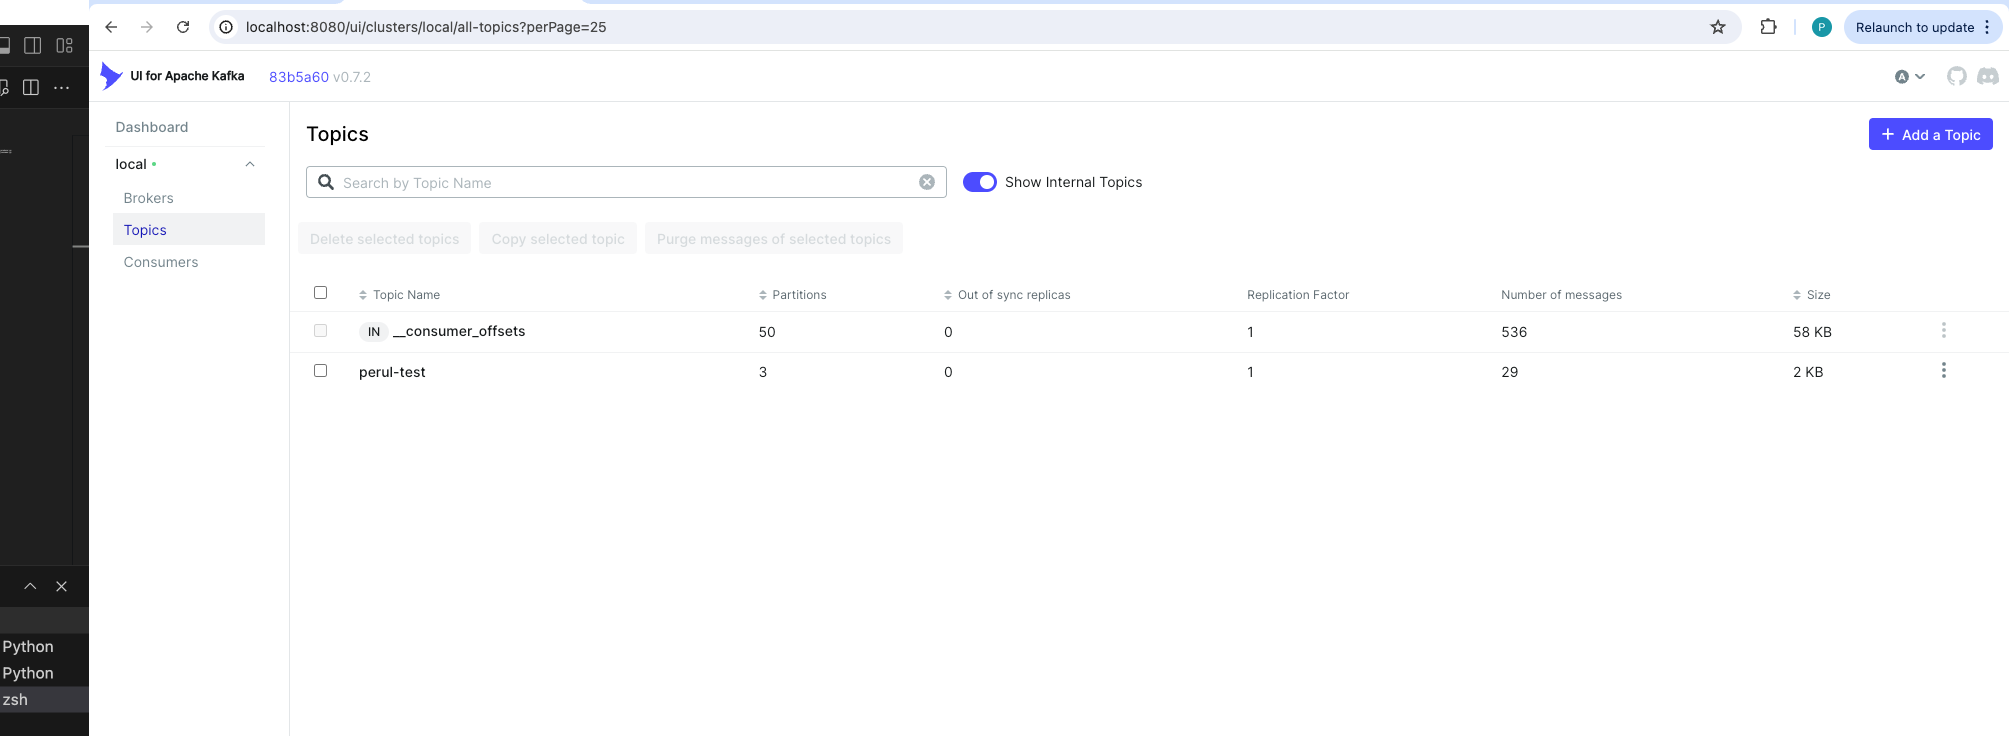 localhost:8080/ui/clusters/local/all-topics?perPage=25
P
Relaunch to update
UI for Apache Kafka
83b5a60 v0.7.2
A
Dashboard
local
Brokers
Topics
Consumers
Topics
+ Add a Topic
Search by Topic Name
Show Internal Topics
Delete selected topics
Copy selected topic
Purge messages of selected topics
Topic Name Partitions Out of sync replicas Replication Factor Number of messages Size
IN __consumer_offsets 50 0 1 536 58 KB
perul-test 3 0 1 29 2 KB
Python
Python
zsh